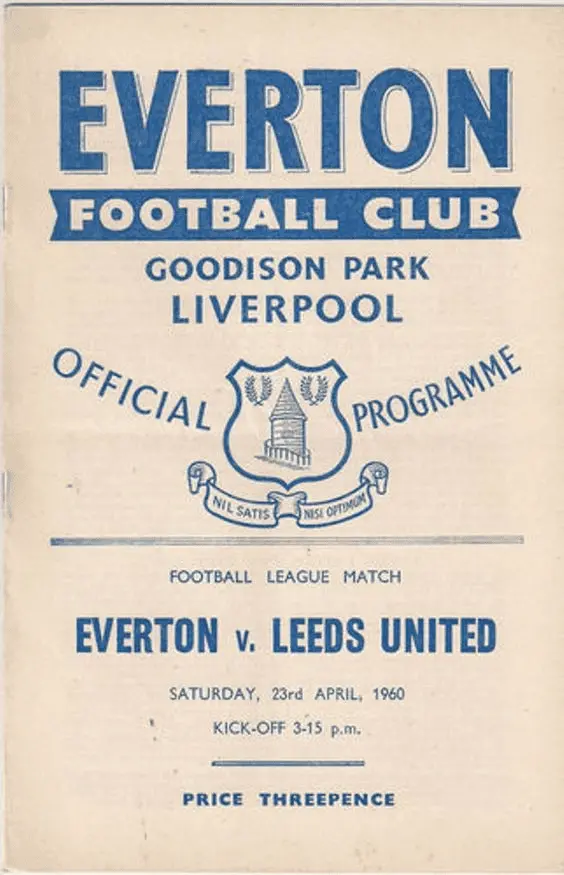 EVERTON
FOOTBALL CLUB
GOODISON PARK
LIVERPOOL
OFFICIAL PROGRAMME
NIL SATIS NISI OPTIMUM
FOOTBALL LEAGUE MATCH
EVERTON v. LEEDS UNITED
SATURDAY, 23rd APRIL, 1960
KICK-OFF 3-15 p.m.
PRICE THREEPENCE